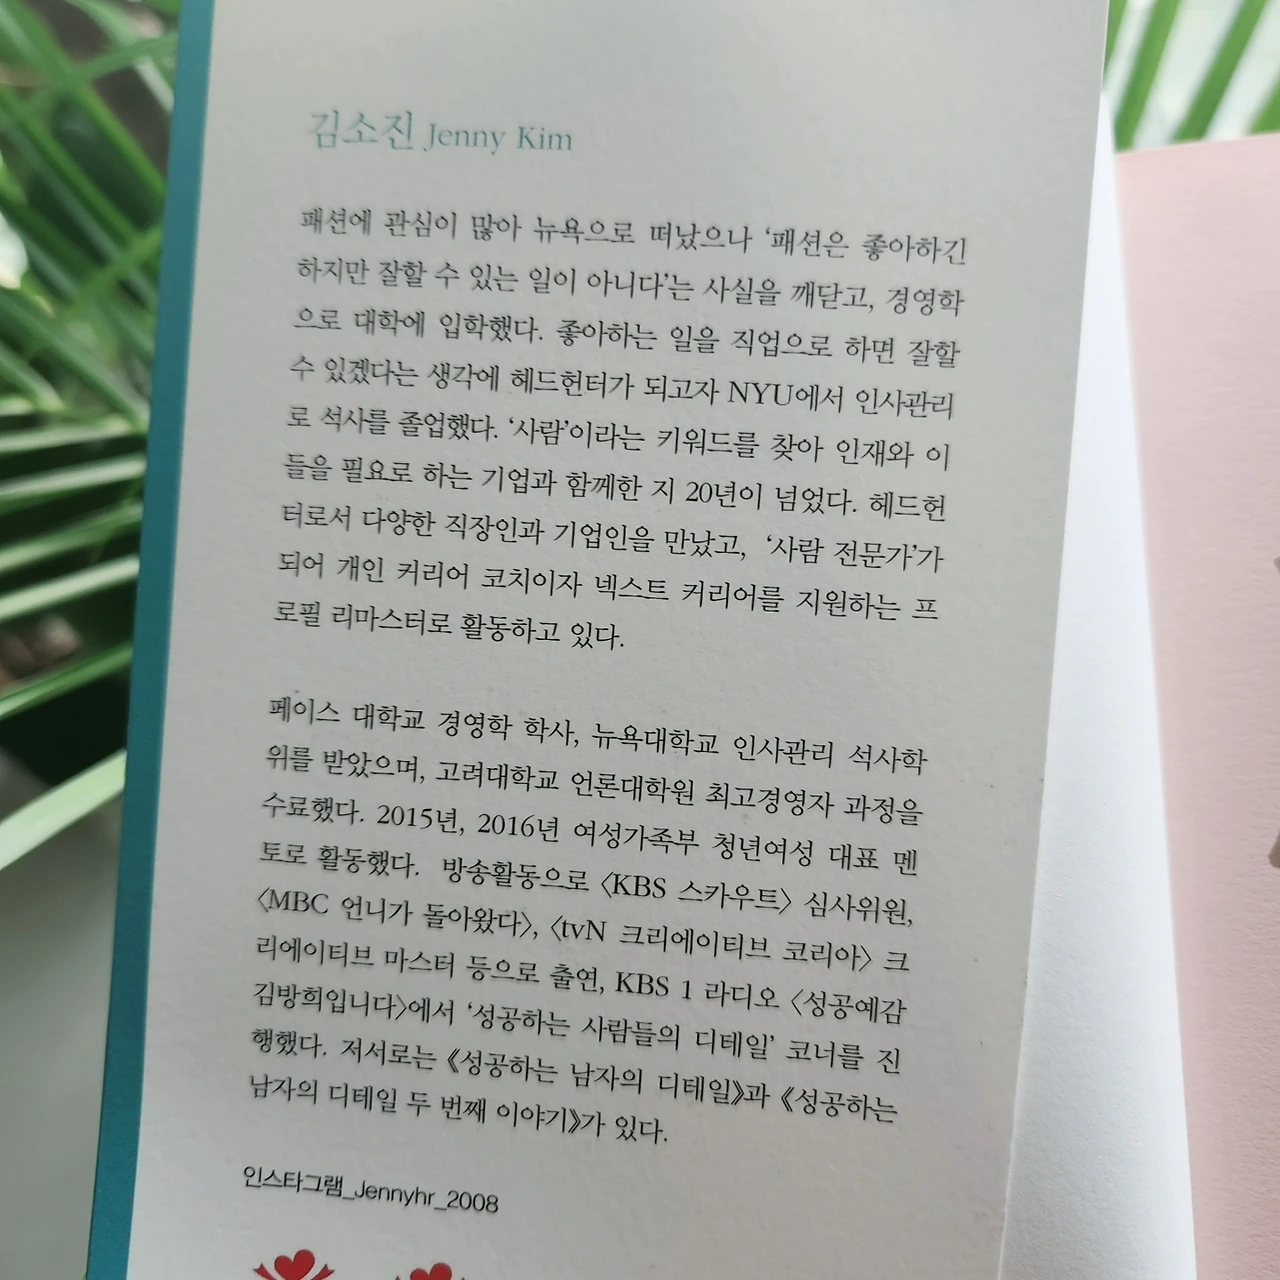 김소진 Jenny Kim
패션에 관심이 많아 뉴욕으로 떠났으나 ‘패션은 좋아하긴
하지만 잘할 수 있는 일이 아니다’는 사실을 깨닫고, 경영학
으로 대학에 입학했다. 좋아하는 일을 직업으로 하면 잘할
수 있겠다는 생각에 헤드헌터가 되고자 NYU에서 인사관리
로 석사를 졸업했다. ‘사람’이라는 키워드를 찾아 인재와 이
들을 필요로 하는 기업과 함께한 지 20년이 넘었다. 헤드헌
터로서 다양한 직장인과 기업인을 만났고, ‘사람 전문가’가
되어 개인 커리어 코치이자 넥스트 커리어를 지원하는 프
로필 리마스터로 활동하고 있다.
페이스 대학교 경영학 학사, 뉴욕대학교 인사관리 석사학
위를 받았으며, 고려대학교 언론대학원 최고경영자 과정을
수료했다. 2015년, 2016년 여성가족부 청년여성 대표 멘
토로 활동했다. 방송활동으로 〈KBS 스카우트〉 심사위원,
〈MBC 언니가 돌아왔다〉, 〈tvN 크리에이티브 코리아〉 크
리에이티브 마스터 등으로 출연, KBS 1 라디오 〈성공예감
김방희입니다〉에서 ‘성공하는 사람들의 디테일’ 코너를 진
행했다. 저서로는 《성공하는 남자의 디테일》과 《성공하는
남자의 디테일 두 번째 이야기》가 있다.
인스타그램_Jennyhr_2008